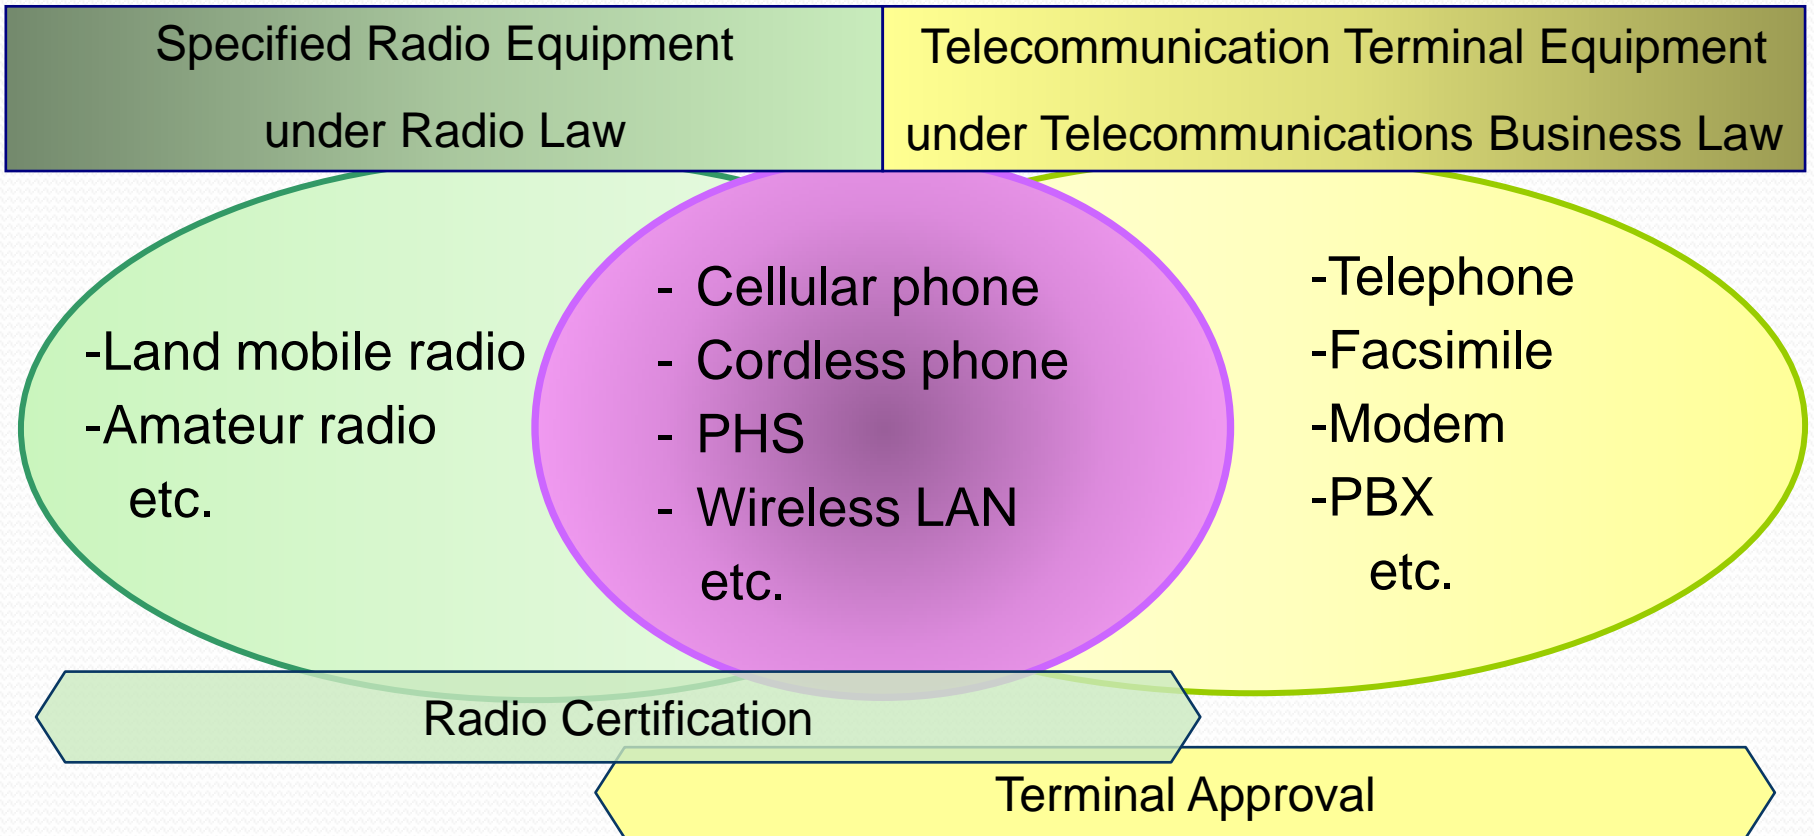 Specified Radio Equipment
under Radio Law
Telecommunication Terminal Equipment
under Telecommunications Business Law
-Land mobile radio
-Amateur radio
etc.
- Cellular phone
- Cordless phone
- PHS
- Wireless LAN
etc.
-Telephone
-Facsimile
-Modem
-PBX
etc.
Radio Certification
Terminal Approval